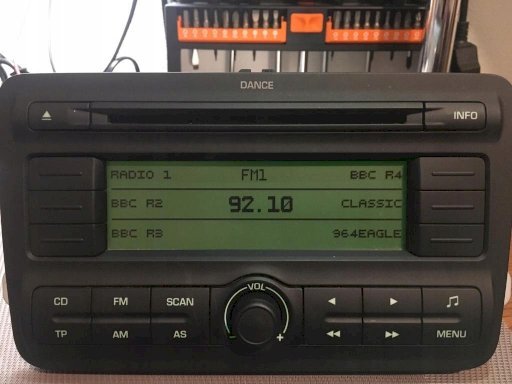 DANCE
INFO
RADIO 1 FM1 BBC R4
BBC R2 92.10 CLASSIC
BBC R3 964EAGLE
CD FM SCAN VOL
TP AM AS - + MENU